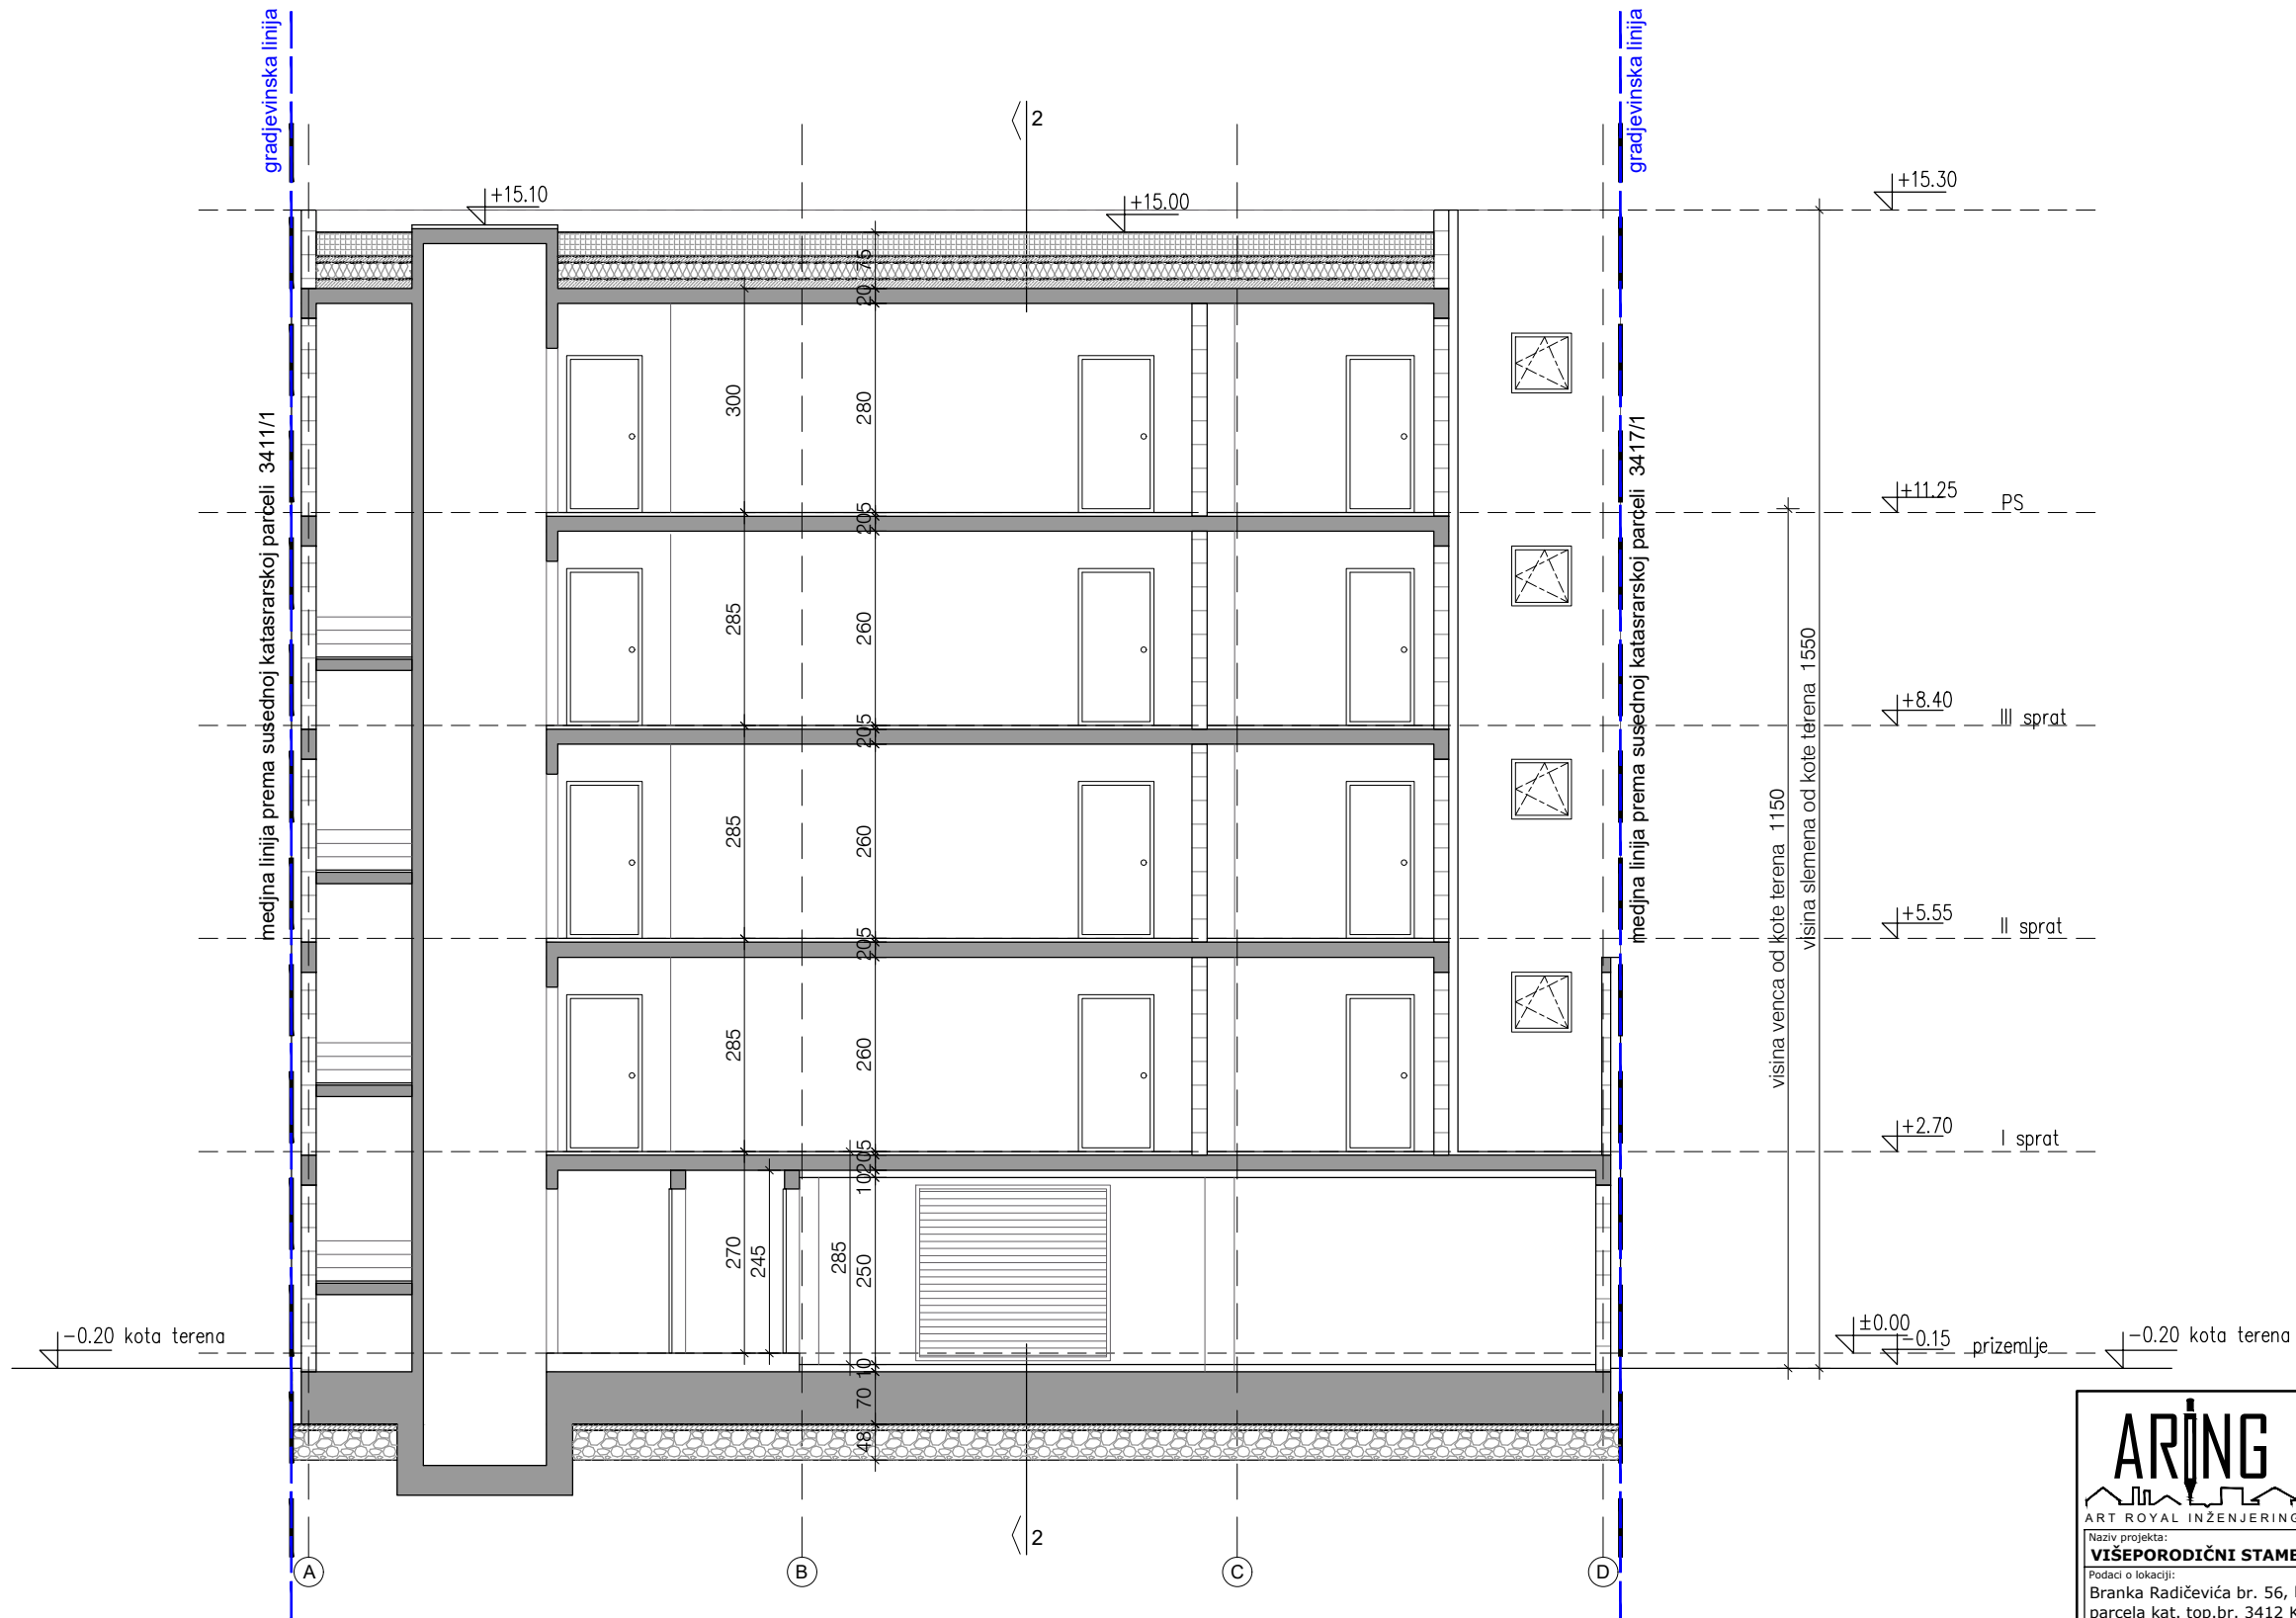 gradjevinska linija
gradjevinska linija
2
+15.10
+15.00
+15.30
75
20
300
280
medjna linija prema susednoj katasrarskoj parceli 3411/1
medjna linija prema susednoj katasrarskoj parceli 3417/1
+11.25
PS
205
285
260
visina slemena od kote terena 1550
+8.40
III sprat
205
285
260
visina venca od kote terena 1150
+5.55
II sprat
205
285
260
+2.70
I sprat
205
10
270
245
285
250
-0.20 kota terena
±0.00
-0.15
prizemlje
-0.20 kota terena
10
70
48
2
A
B
C
D
ARING
ART ROYAL INŽENJERING
Naziv projekta:
VIŠEPORODIČNI STAMB
Podaci o lokaciji:
Branka Radičevića br. 56,
parcela kat. top.br. 3412 K